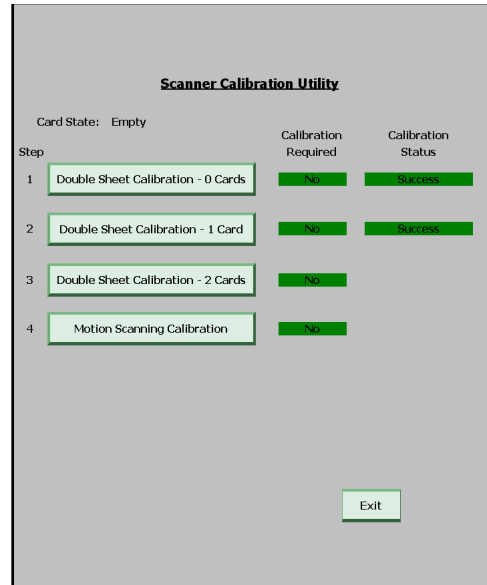 Scanner Calibration Utility
Card State: Empty
Calibration Required
Calibration Status
Step
1 Double Sheet Calibration - 0 Cards No Success
2 Double Sheet Calibration - 1 Card No Success
3 Double Sheet Calibration - 2 Cards No
4 Motion Scanning Calibration No
Exit